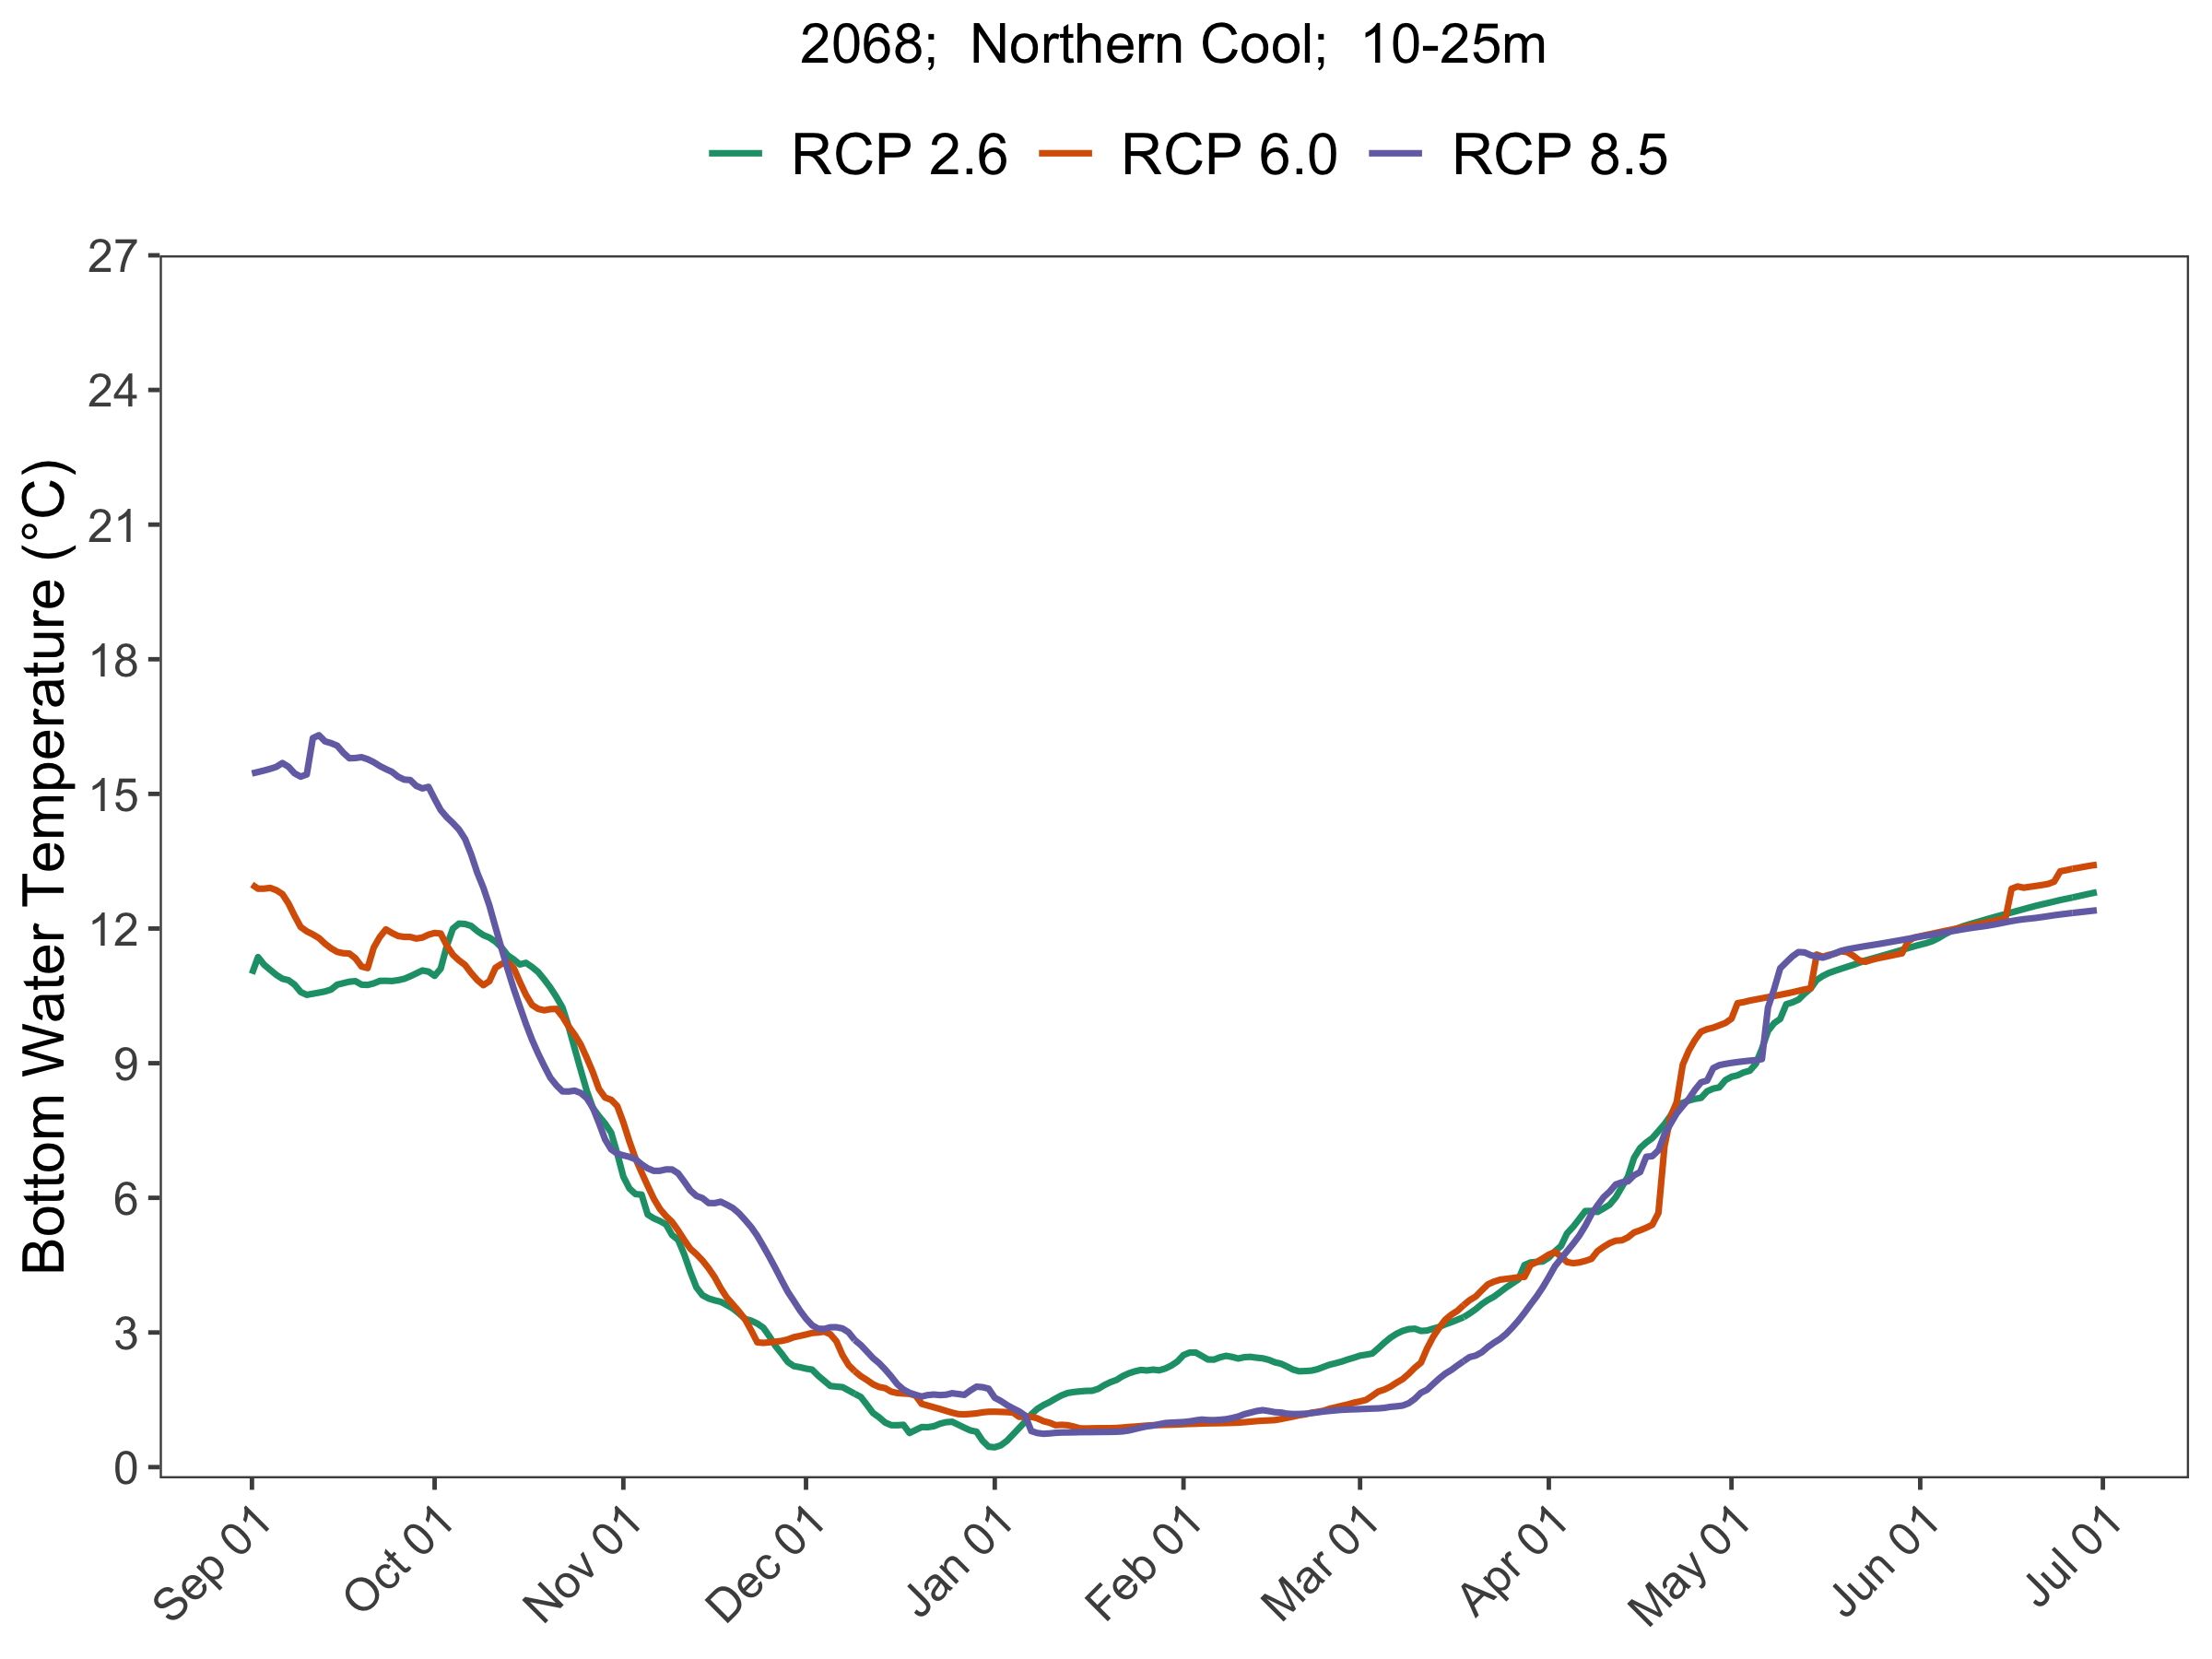 2068;  Northern Cool;  10-25m
RCP 2.6 RCP 6.0 RCP 8.5
Bottom Water Temperature (°C)
27
24
21
18
15
12
9
6
3
0
Sep 01 Oct 01 Nov 01 Dec 01 Jan 01 Feb 01 Mar 01 Apr 01 May 01 Jun 01 Jul 01